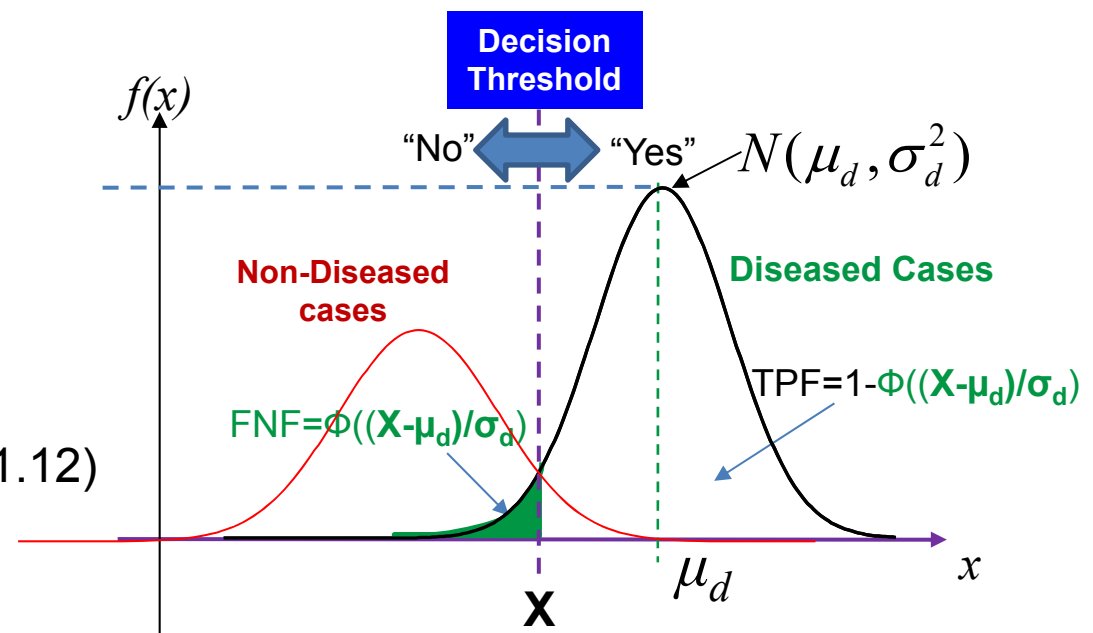 Decision
Threshold
f(x)
“No” “Yes”
N(μd,σd²)
Non-Diseased
cases
Diseased Cases
TPF=1-Φ((X-μd)/σd)
FNF=Φ((X-μd)/σd)
1.12)
x
μd
X